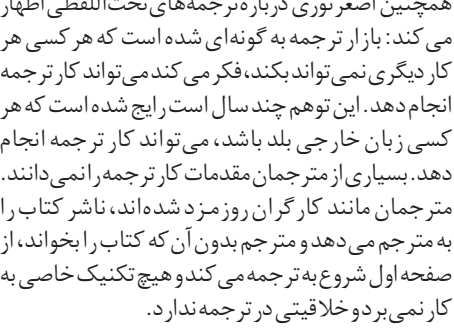 همچنین اصغر نوری درباره ترجمه‌های تحت‌اللفظی اظهار
می کند: بازار ترجمه به گونه‌ای شده است که هر کسی هر
کار دیگری نمی‌تواند بکند، فکر می کند می‌تواند کار ترجمه
انجام دهد. این توهم چند سال است رایج شده است که هر
کسی زبان خارجی بلد باشد، می‌تواند کار ترجمه انجام
دهد. بسیاری از مترجمان مقدمات کار ترجمه را نمی‌دانند.
مترجمان مانند کارگران روزمزد شده‌اند، ناشر کتاب را
به مترجم می دهد و مترجم بدون آن که کتاب را بخواند، از
صفحه اول شروع به ترجمه می کند و هیچ تکنیک خاصی به
کار نمی‌برد و خلاقیتی در ترجمه ندارد.